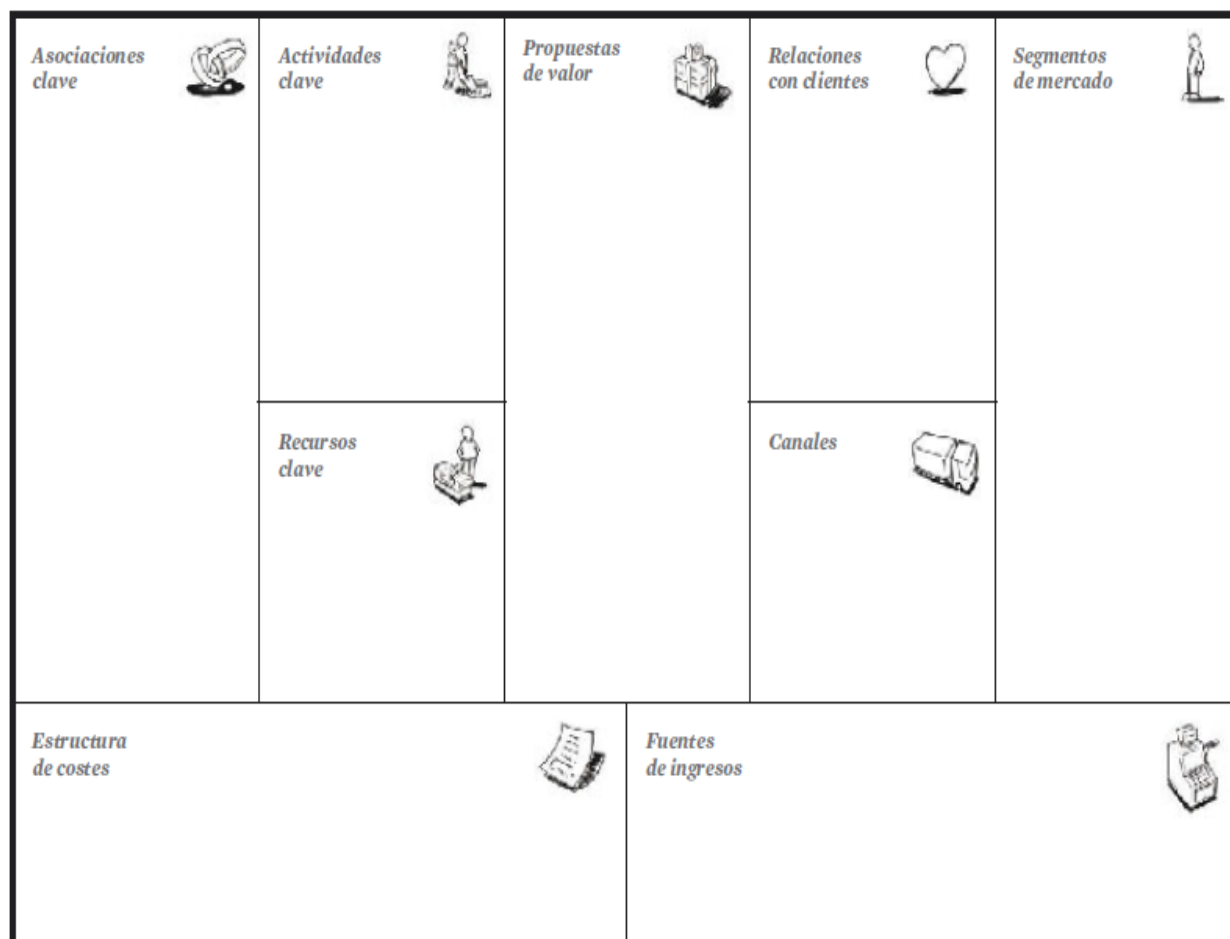 Asociaciones
clave
Actividades
clave
Propuestas
de valor
Relaciones
con clientes
Segmentos
de mercado
Recursos
clave
Canales
Estructura
de costes
Fuentes
de ingresos